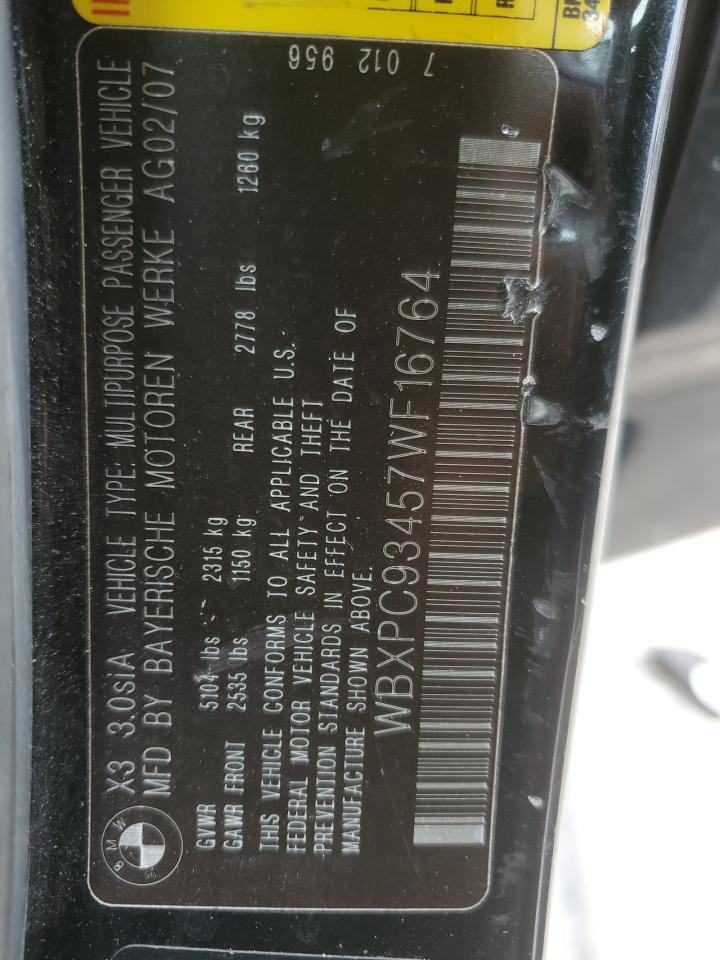 BMW
X3 3.0siA VEHICLE TYPE: MULTIPURPOSE PASSENGER VEHICLE
MFD BY BAYERISCHE MOTOREN WERKE AG02/07
GVWR 5104 lbs 2315 kg
GAWR FRONT 2535 lbs 1150 kg REAR 2778 lbs 1260 kg
THIS VEHICLE CONFORMS TO ALL APPLICABLE U.S.
FEDERAL MOTOR VEHICLE SAFETY AND THEFT
PREVENTION STANDARDS IN EFFECT ON THE DATE OF
MANUFACTURE SHOWN ABOVE.
WBXPC93457WF16764
7 012 956